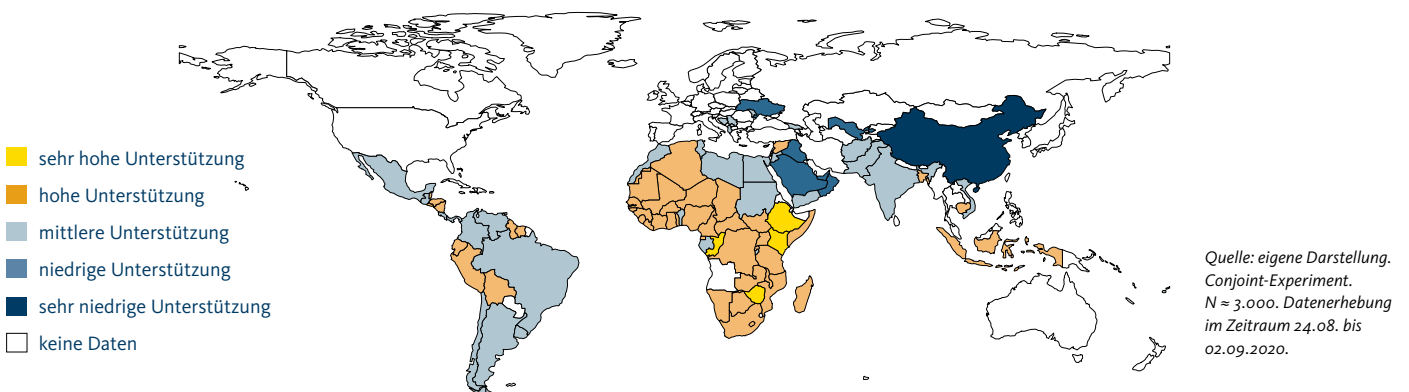 sehr hohe Unterstützung
hohe Unterstützung
mittlere Unterstützung
niedrige Unterstützung
sehr niedrige Unterstützung
keine Daten
Quelle: eigene Darstellung.
Conjoint-Experiment.
N ≈ 3.000. Datenerhebung
im Zeitraum 24.08. bis
02.09.2020.